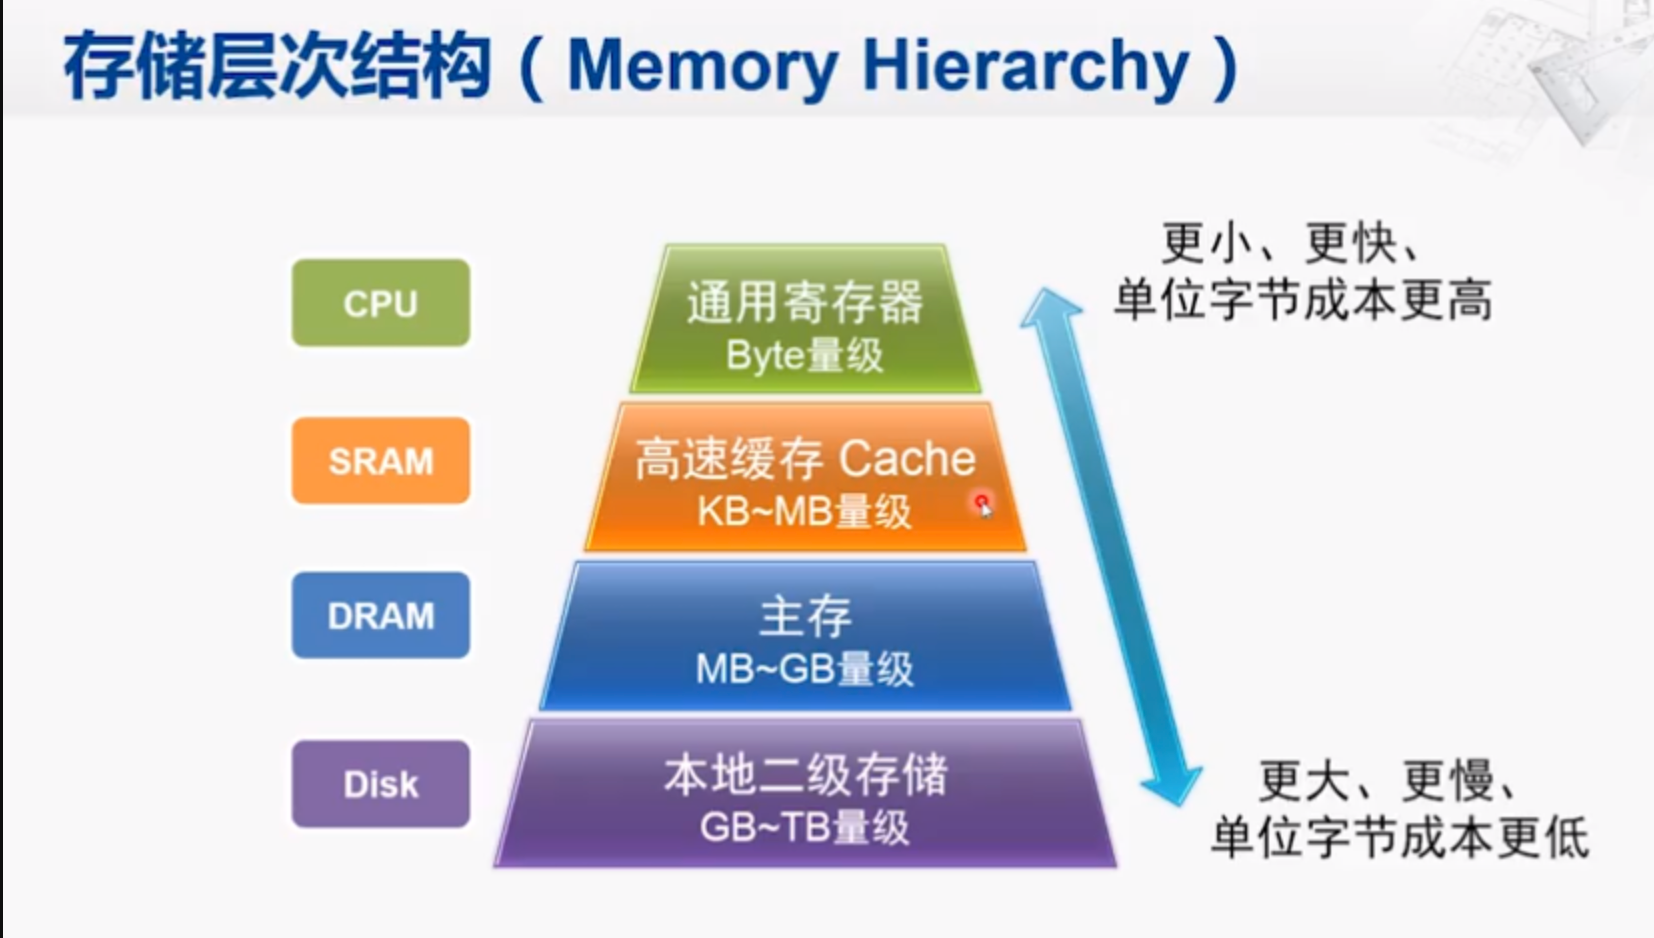 存储层次结构（Memory Hierarchy）
更小、更快、
单位字节成本更高
CPU
通用寄存器
Byte量级
SRAM
高速缓存 Cache
KB~MB量级
DRAM
主存
MB~GB量级
Disk
本地二级存储
GB~TB量级
更大、更慢、
单位字节成本更低